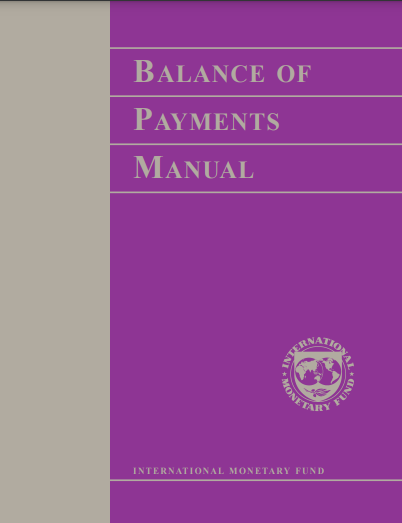 BALANCE OF
PAYMENTS
MANUAL
INTERNATIONAL
MONETARY FUND
INTERNATIONAL MONETARY FUND